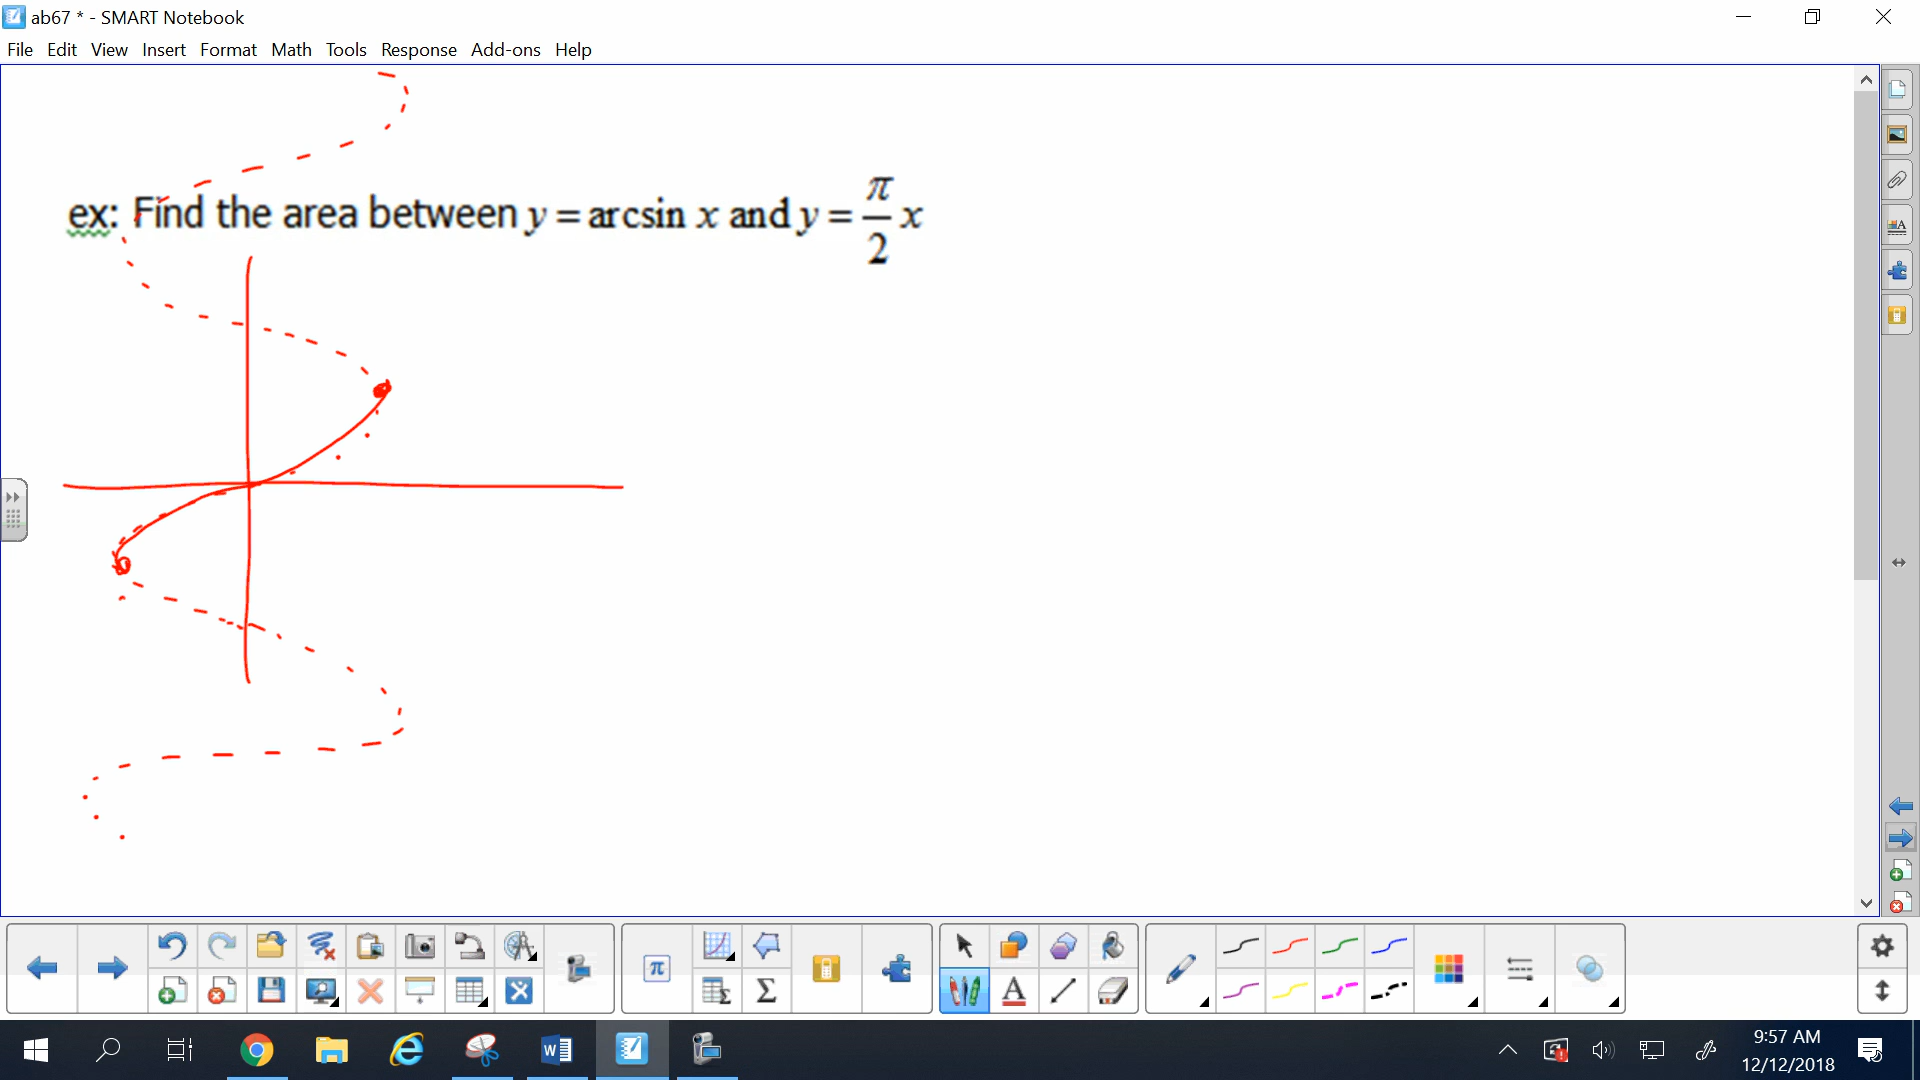 ab67 * - SMART Notebook
File Edit View Insert Format Math Tools Response Add-ons Help
ex: Find the area between y = arcsin x and y = π/2 x
9:57 AM
12/12/2018